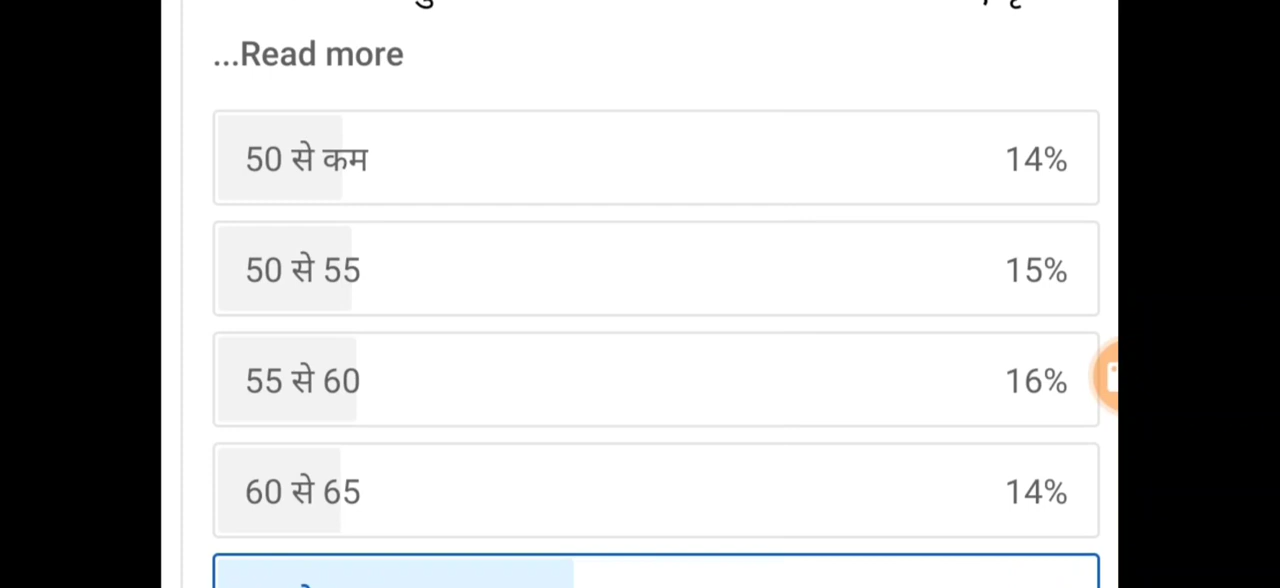 ...Read more
50 से कम 14%
50 से 55 15%
55 से 60 16%
60 से 65 14%